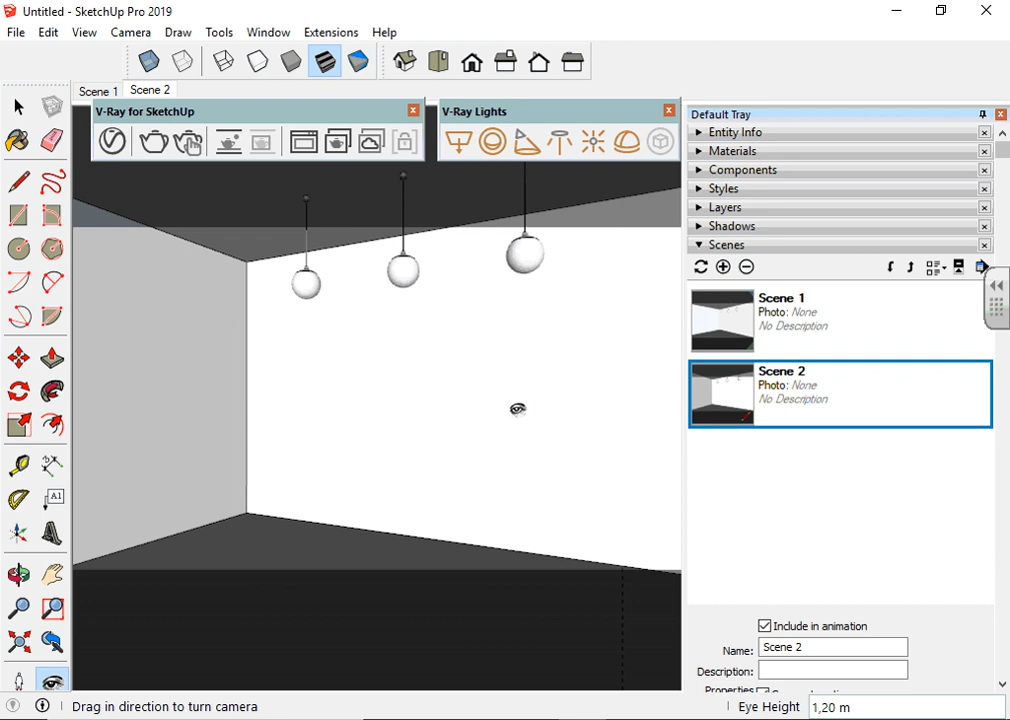 Untitled - SketchUp Pro 2019
File Edit View Camera Draw Tools Window Extensions Help
Scene 1 Scene 2
V-Ray for SketchUp
V-Ray Lights
Default Tray
Entity Info
Materials
Components
Styles
Layers
Shadows
Scenes
Scene 1
Photo: None
No Description
Scene 2
Photo: None
No Description
A1
Include in animation
Name: Scene 2
Description:
Properties
Drag in direction to turn camera
Eye Height 1,20 m